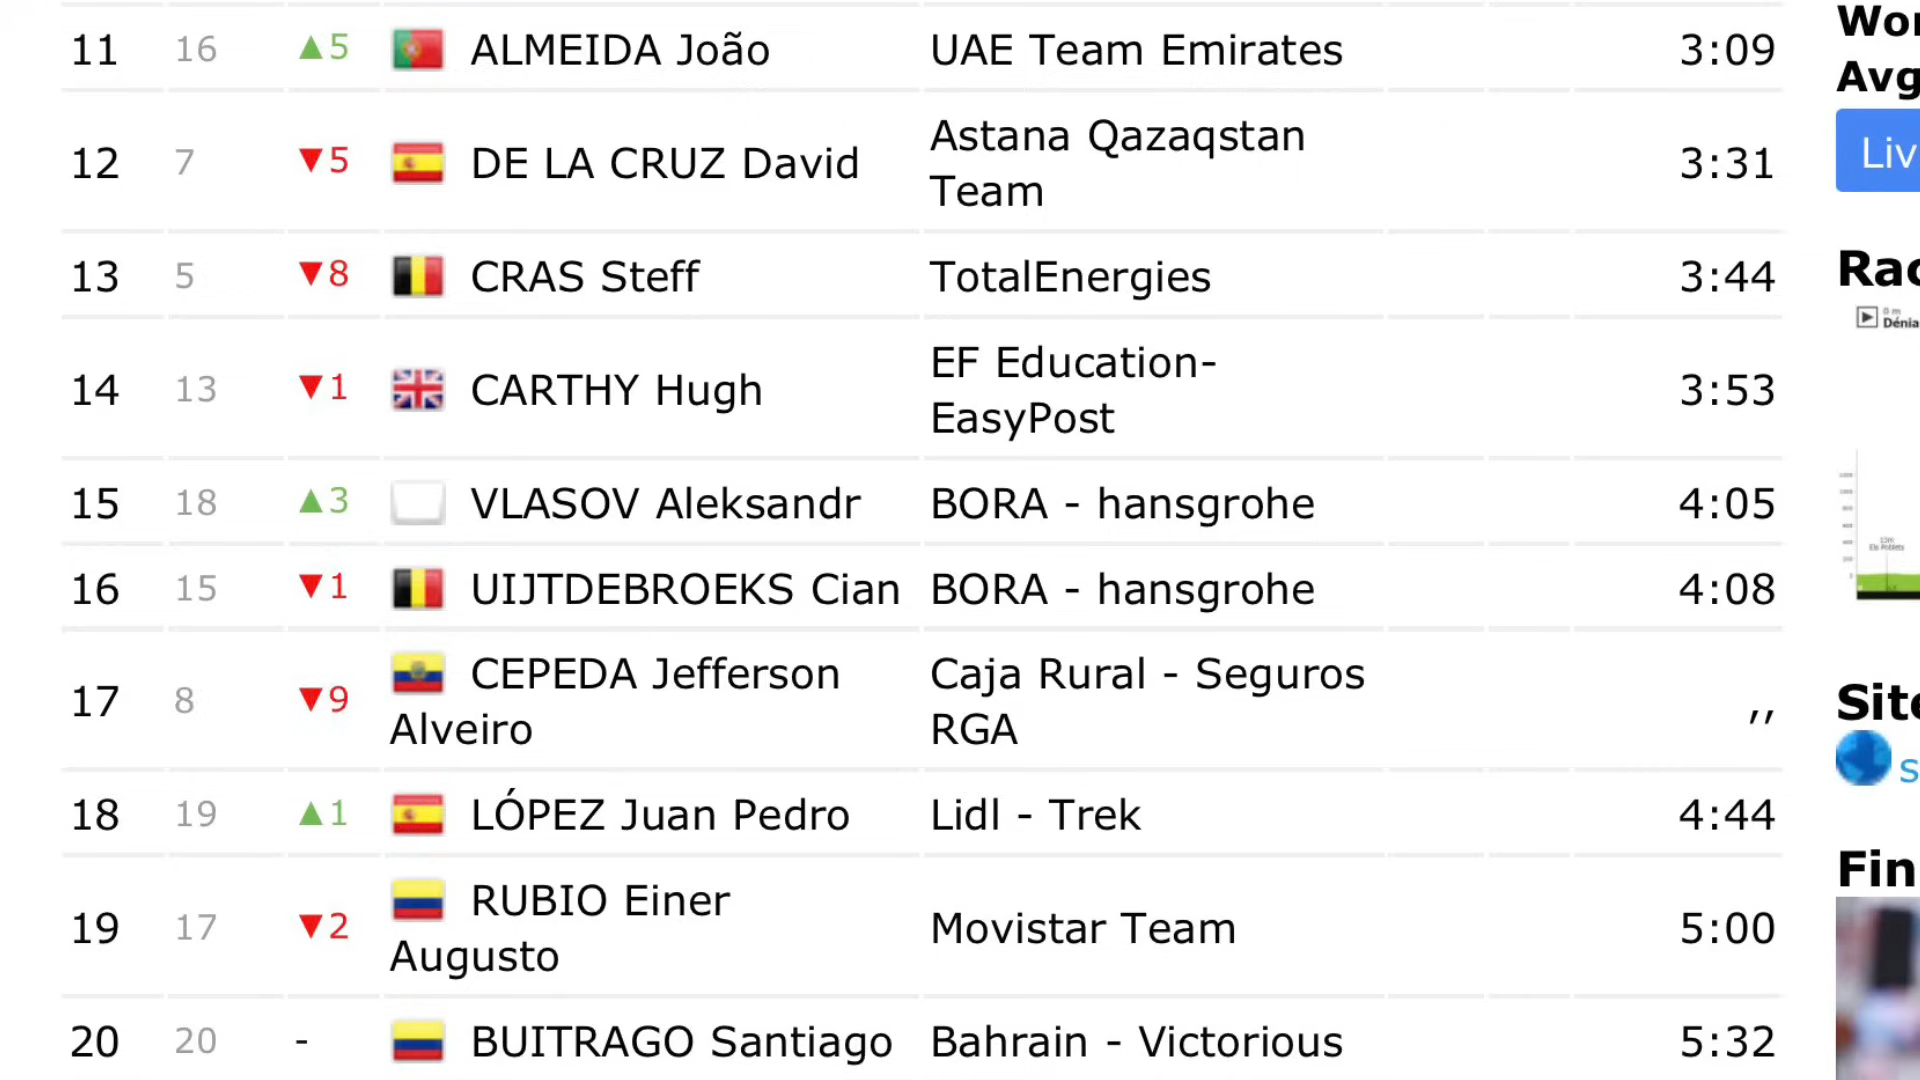 11 16 ▲5 ALMEIDA João UAE Team Emirates 3:09
12 7 ▼5 DE LA CRUZ David Astana Qazaqstan
Team 3:31
13 5 ▼8 CRAS Steff TotalEnergies 3:44
14 13 ▼1 CARTHY Hugh EF Education-
EasyPost 3:53
15 18 ▲3 VLASOV Aleksandr BORA - hansgrohe 4:05
16 15 ▼1 UIJTDEBROEKS Cian BORA - hansgrohe 4:08
17 8 ▼9 CEPEDA Jefferson
Alveiro Caja Rural - Seguros
RGA ,,
18 19 ▲1 LÓPEZ Juan Pedro Lidl - Trek 4:44
19 17 ▼2 RUBIO Einer
Augusto Movistar Team 5:00
20 20 - BUITRAGO Santiago Bahrain - Victorious 5:32
Wor
Avg
Liv
Rac
0 m
Dénia
Els Poblets
Site
s
Fin